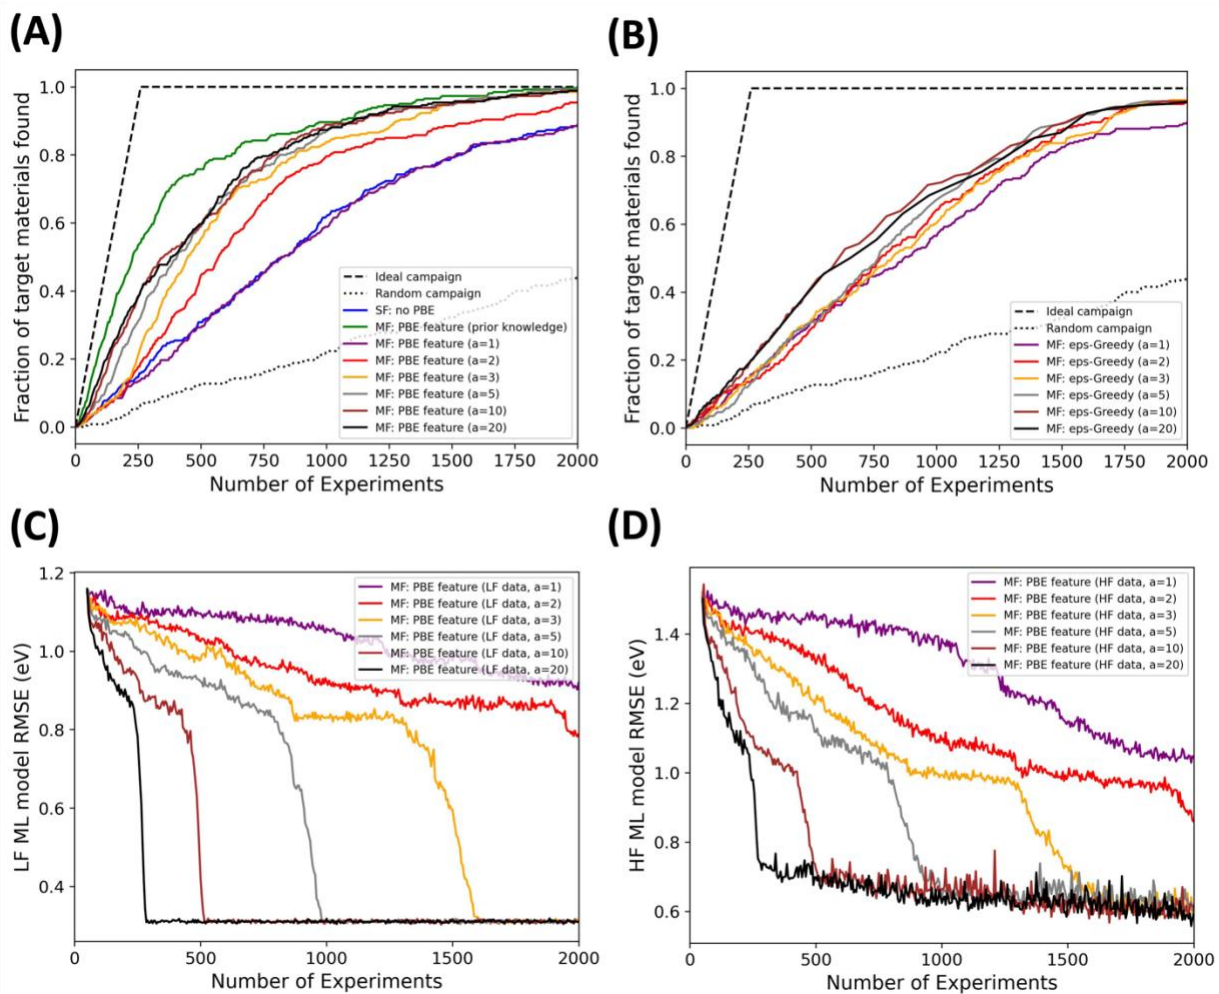 (A)
Fraction of target materials found
1.0
0.8
0.6
0.4
0.2
0.0
Ideal campaign
Random campaign
SF: no PBE
MF: PBE feature (prior knowledge)
MF: PBE feature (a=1)
MF: PBE feature (a=2)
MF: PBE feature (a=3)
MF: PBE feature (a=5)
MF: PBE feature (a=10)
MF: PBE feature (a=20)
0 250 500 750 1000 1250 1500 1750 2000
Number of Experiments
(B)
Fraction of target materials found
1.0
0.8
0.6
0.4
0.2
0.0
Ideal campaign
Random campaign
MF: eps-Greedy (a=1)
MF: eps-Greedy (a=2)
MF: eps-Greedy (a=3)
MF: eps-Greedy (a=5)
MF: eps-Greedy (a=10)
MF: eps-Greedy (a=20)
0 250 500 750 1000 1250 1500 1750 2000
Number of Experiments
(C)
LF ML model RMSE (eV)
1.2
1.0
0.8
0.6
0.4
MF: PBE feature (LF data, a=1)
MF: PBE feature (LF data, a=2)
MF: PBE feature (LF data, a=3)
MF: PBE feature (LF data, a=5)
MF: PBE feature (LF data, a=10)
MF: PBE feature (LF data, a=20)
0 500 1000 1500 2000
Number of Experiments
(D)
HF ML model RMSE (eV)
1.4
1.2
1.0
0.8
0.6
MF: PBE feature (HF data, a=1)
MF: PBE feature (HF data, a=2)
MF: PBE feature (HF data, a=3)
MF: PBE feature (HF data, a=5)
MF: PBE feature (HF data, a=10)
MF: PBE feature (HF data, a=20)
0 500 1000 1500 2000
Number of Experiments